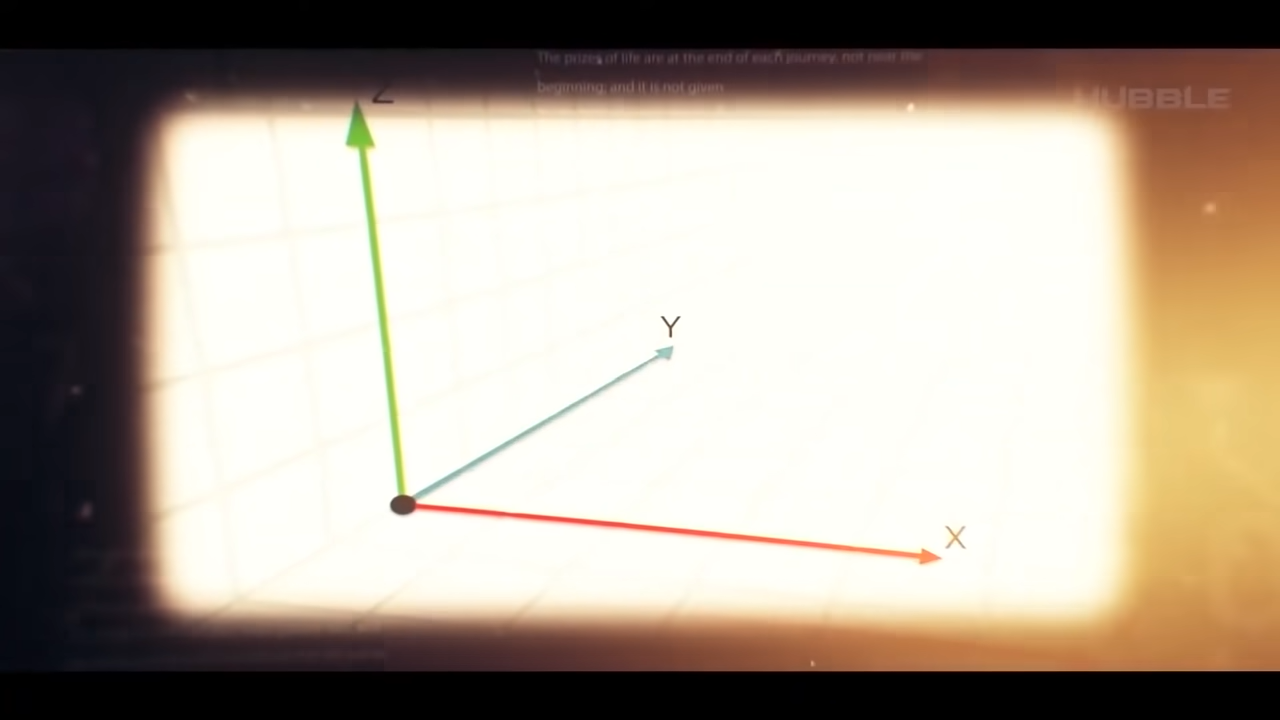 The prizes of life are at the end of each journey, not near the
beginning; and it is not given
HUBBLE
Z
Y
X